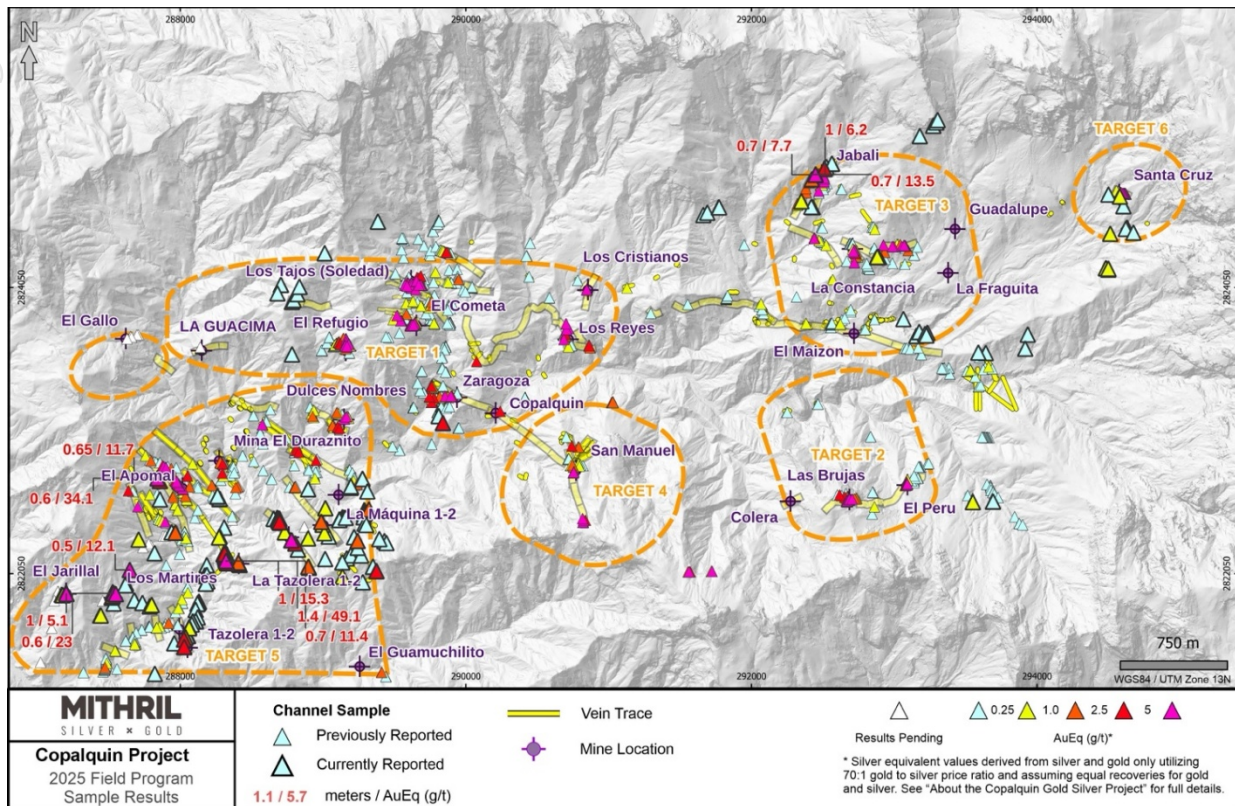 288000
290000
292000
294000
N
TARGET 6
1 / 6.2
0.7 / 7.7
Jabali
Santa Cruz
0.7 / 13.5
TARGET 3
Guadalupe
Los Cristianos
Los Tajos (Soledad)
2824050
2824050
La Constancia
La Fraguita
El Cometa
El Gallo
LA GUACIMA
El Refugio
Los Reyes
TARGET 1
El Maizon
Zaragoza
Dulces Nombres
Copalquin
Mina El Duraznito
San Manuel
TARGET 2
0.65 / 11.7
El Apomal
Las Brujas
0.6 / 34.1
TARGET 4
La Máquina 1-2
Colera
El Peru
0.5 / 12.1
El Jarillal
Los Martires
La Tazolera 1-2
2822050
2822050
1 / 15.3
1 / 5.1
1.4 / 49.1
0.6 / 23
0.7 / 11.4
Tazolera 1-2
TARGET 5
El Guamuchilito
750 m
WGS84 / UTM Zone 13N
288000
290000
292000
294000
MITHRIL
SILVER × GOLD
Copalquin Project
2025 Field Program
Sample Results
Channel Sample
Previously Reported
Currently Reported
1.1 / 5.7 meters / AuEq (g/t)
Vein Trace
Mine Location
0.25 1.0 2.5 5
Results Pending
AuEq (g/t)*
* Silver equivalent values derived from silver and gold only utilizing
70:1 gold to silver price ratio and assuming equal recoveries for gold
and silver. See “About the Copalquin Gold Silver Project” for full details.